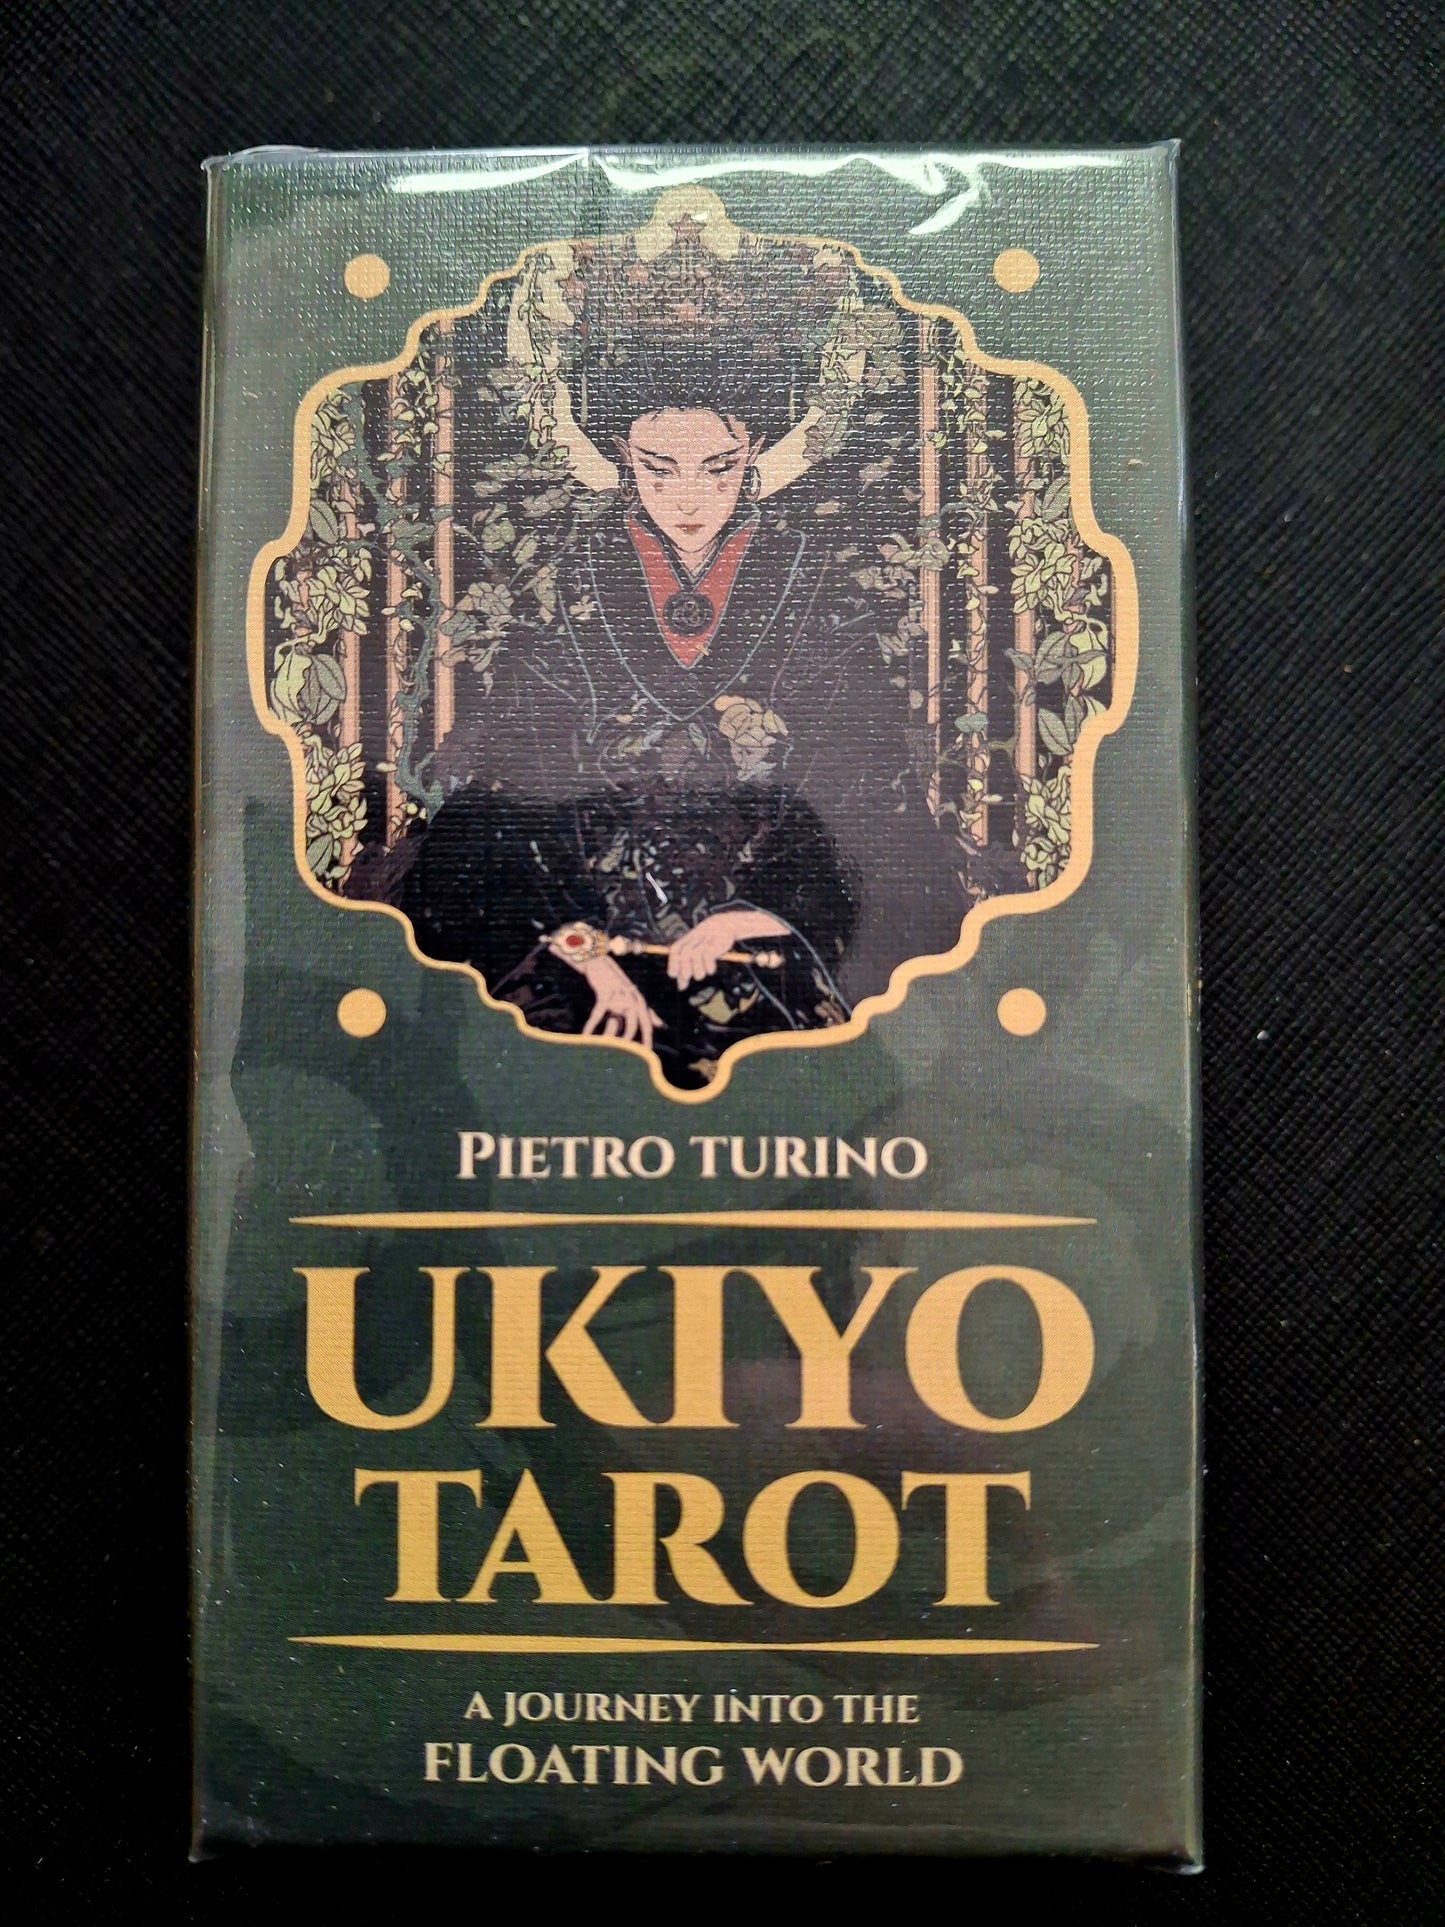 Pietro Turino
UKIYO
TAROT
A JOURNEY INTO THE
FLOATING WORLD